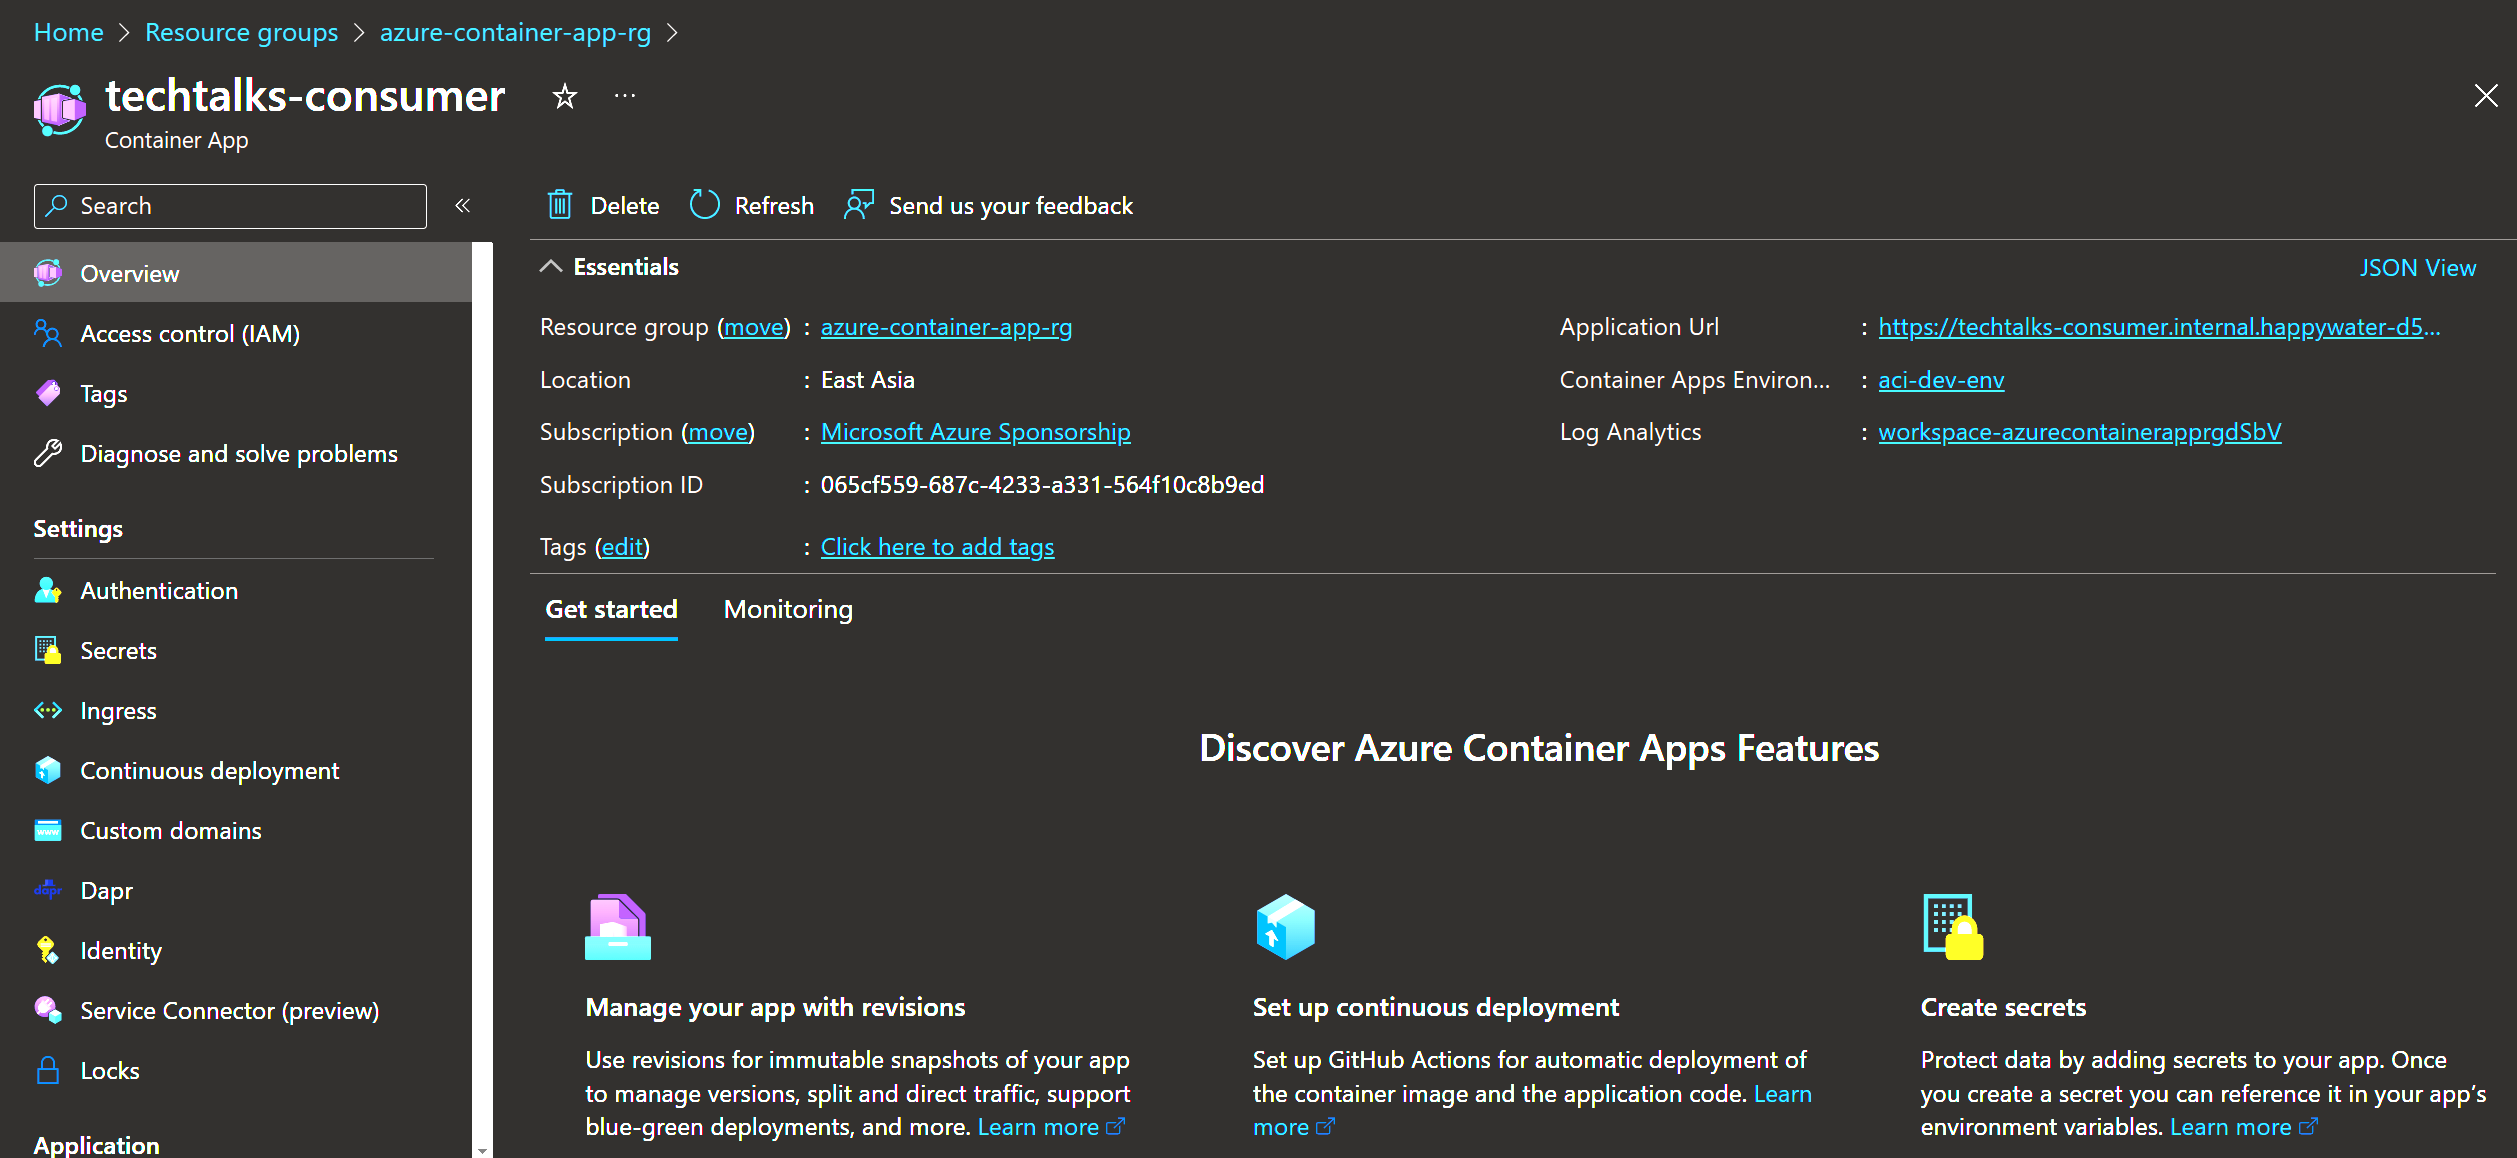 Home > Resource groups > azure-container-app-rg >
techtalks-consumer
Container App
Search
Overview
Access control (IAM)
Tags
Diagnose and solve problems
Settings
Authentication
Secrets
Ingress
Continuous deployment
Custom domains
Dapr
Identity
Service Connector (preview)
Locks
Application
Delete Refresh Send us your feedback
Essentials
JSON View
Resource group (move) : azure-container-app-rg
Location : East Asia
Subscription (move) : Microsoft Azure Sponsorship
Subscription ID : 065cf559-687c-4233-a331-564f10c8b9ed
Tags (edit) : Click here to add tags
Application Url : https://techtalks-consumer.internal.happywater-d5...
Container Apps Environ... : aci-dev-env
Log Analytics : workspace-azurecontainerapprgdSbV
Get started Monitoring
Discover Azure Container Apps Features
Manage your app with revisions
Use revisions for immutable snapshots of your app
to manage versions, split and direct traffic, support
blue-green deployments, and more. Learn more
Set up continuous deployment
Set up GitHub Actions for automatic deployment of
the container image and the application code. Learn
more
Create secrets
Protect data by adding secrets to your app. Once
you create a secret you can reference it in your app's
environment variables. Learn more